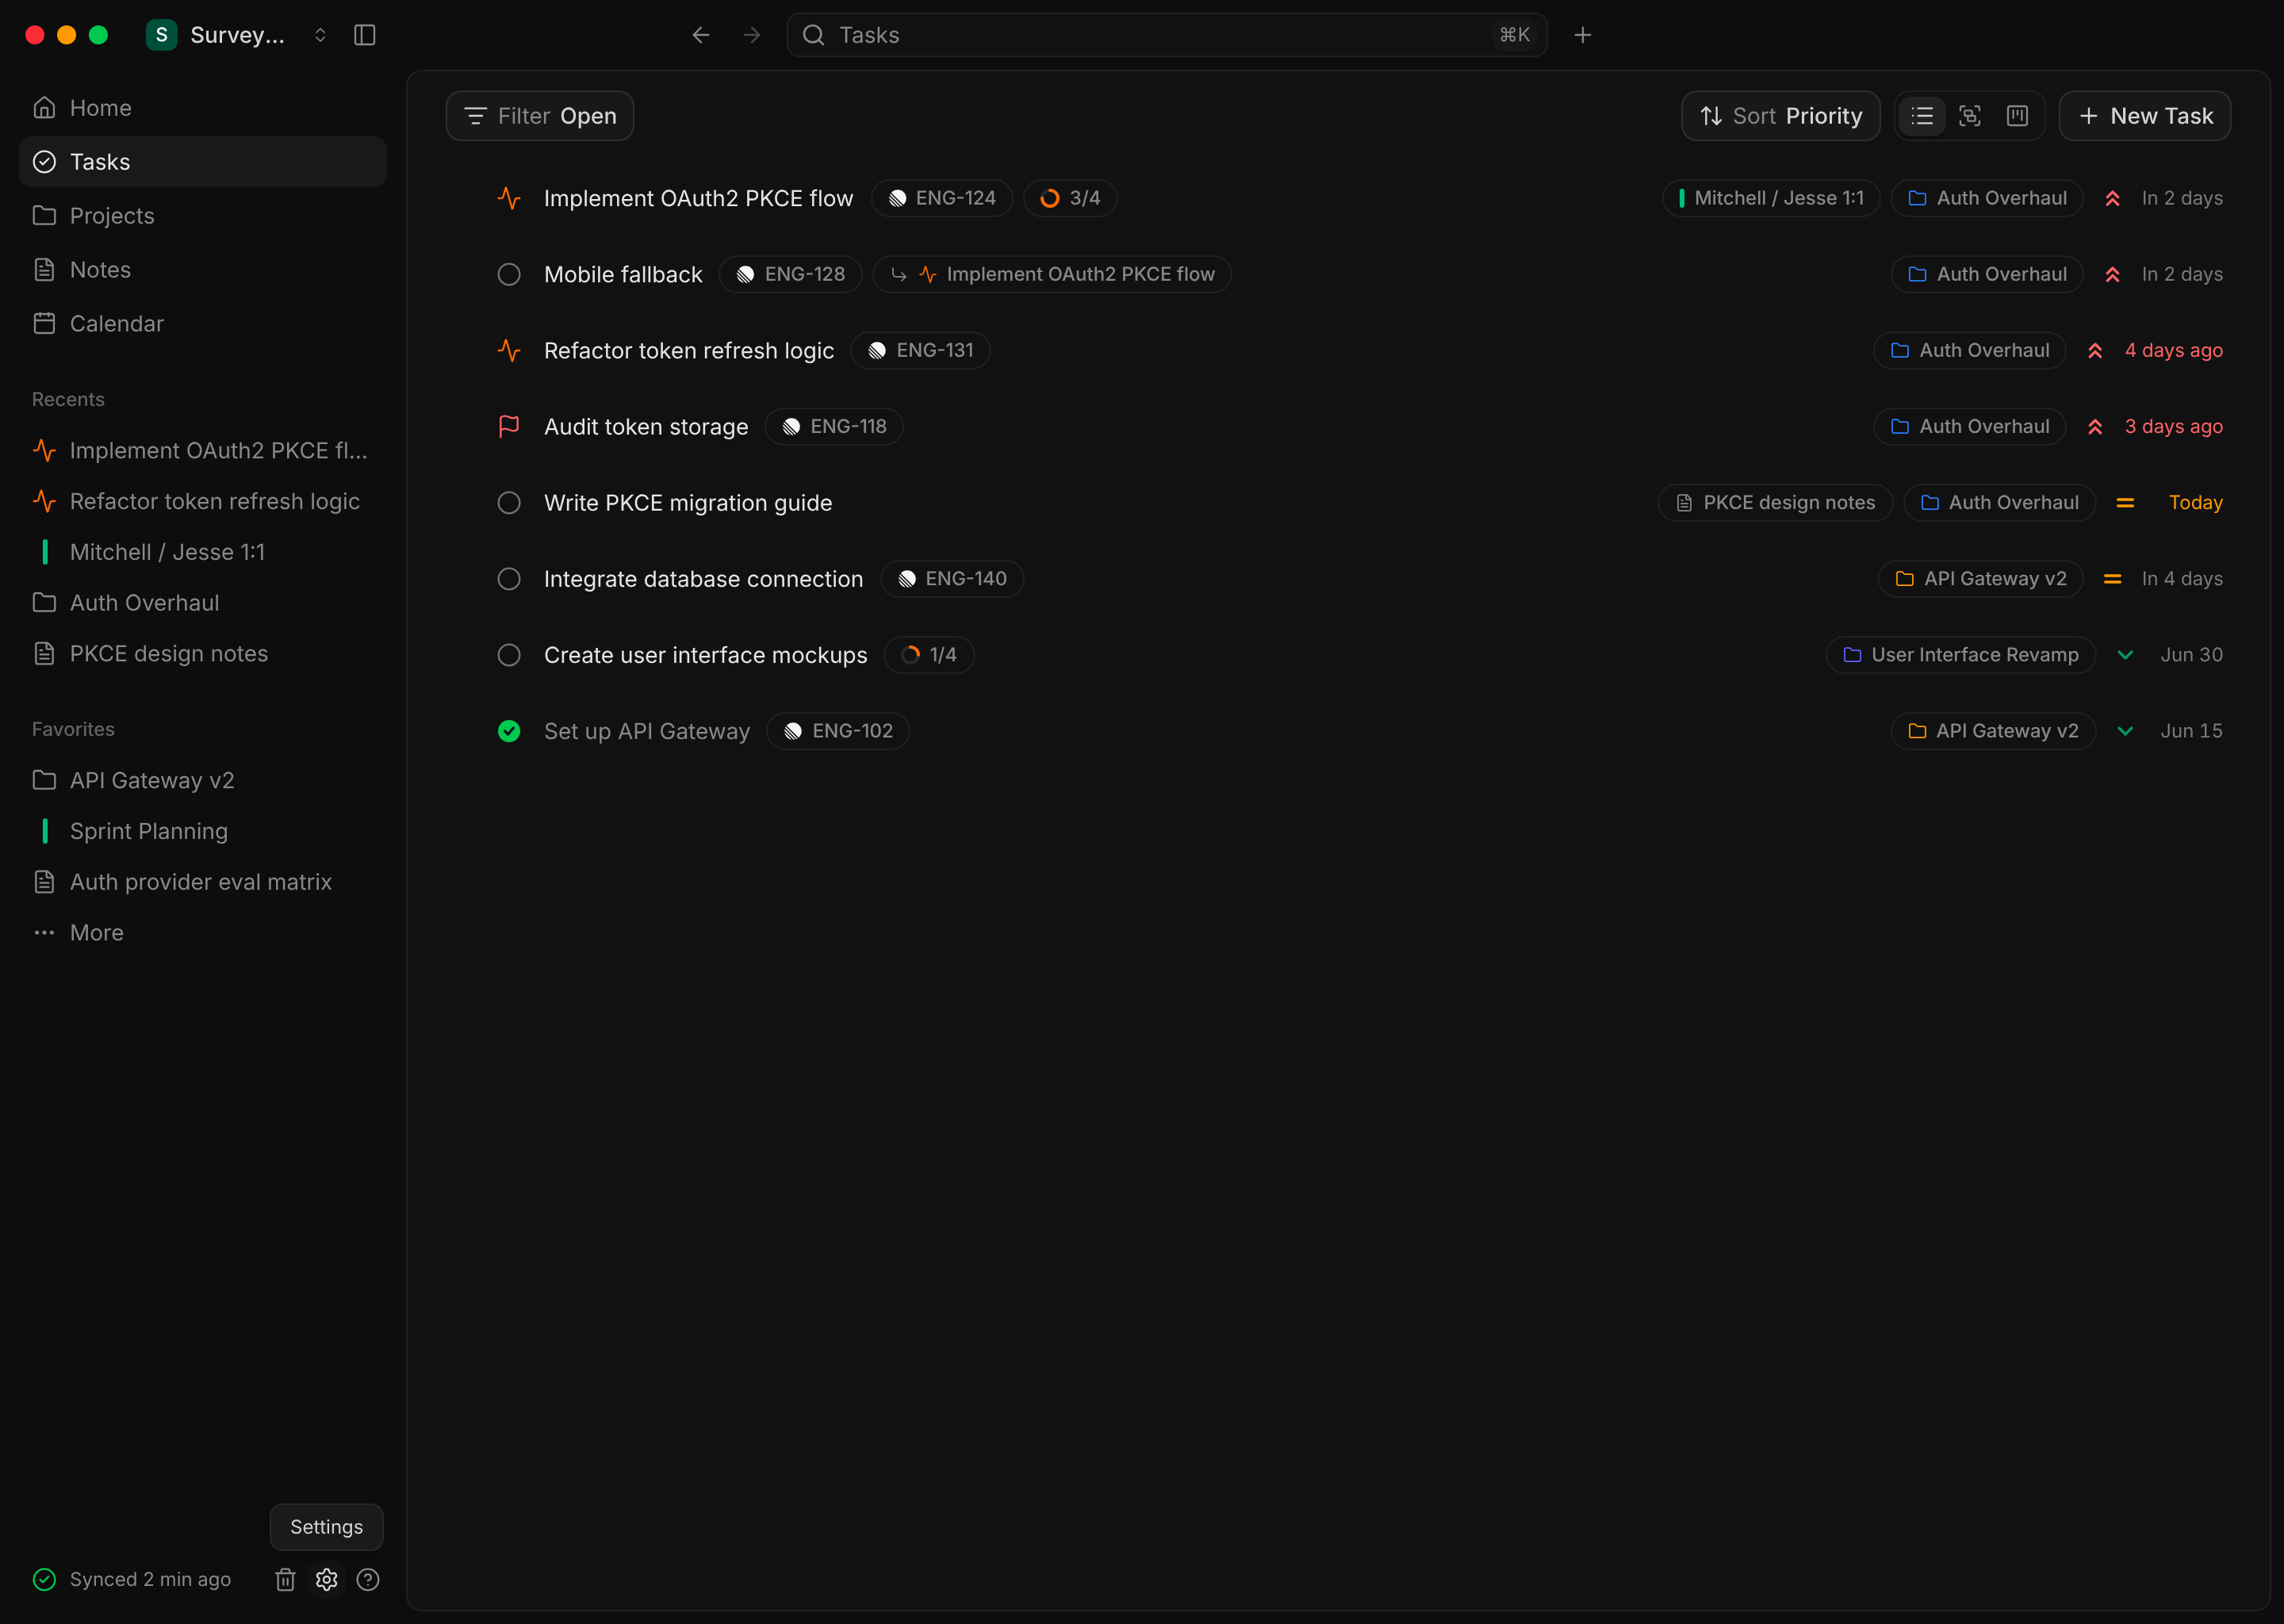 S Survey...
Tasks ⌘K
Home
Tasks
Projects
Notes
Calendar
Recents
Implement OAuth2 PKCE fl...
Refactor token refresh logic
Mitchell / Jesse 1:1
Auth Overhaul
PKCE design notes
Favorites
API Gateway v2
Sprint Planning
Auth provider eval matrix
More
Settings
Synced 2 min ago
Filter Open
Sort Priority
New Task
Implement OAuth2 PKCE flow ENG-124 3/4 Mitchell / Jesse 1:1 Auth Overhaul In 2 days
Mobile fallback ENG-128 Implement OAuth2 PKCE flow Auth Overhaul In 2 days
Refactor token refresh logic ENG-131 Auth Overhaul 4 days ago
Audit token storage ENG-118 Auth Overhaul 3 days ago
Write PKCE migration guide PKCE design notes Auth Overhaul Today
Integrate database connection ENG-140 API Gateway v2 In 4 days
Create user interface mockups 1/4 User Interface Revamp Jun 30
Set up API Gateway ENG-102 API Gateway v2 Jun 15